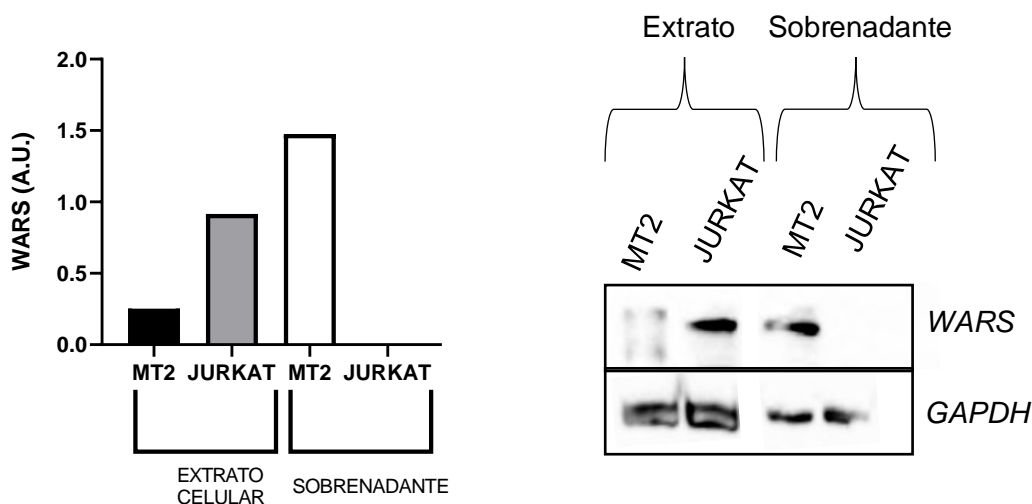 2.0
1.5
1.0
0.5
0.0
WARS (A.U.)
MT2 JURKAT MT2 JURKAT
EXTRATO
CELULAR
SOBRENADANTE
Extrato Sobrenadante
MT2 JURKAT MT2 JURKAT
WARS
GAPDH